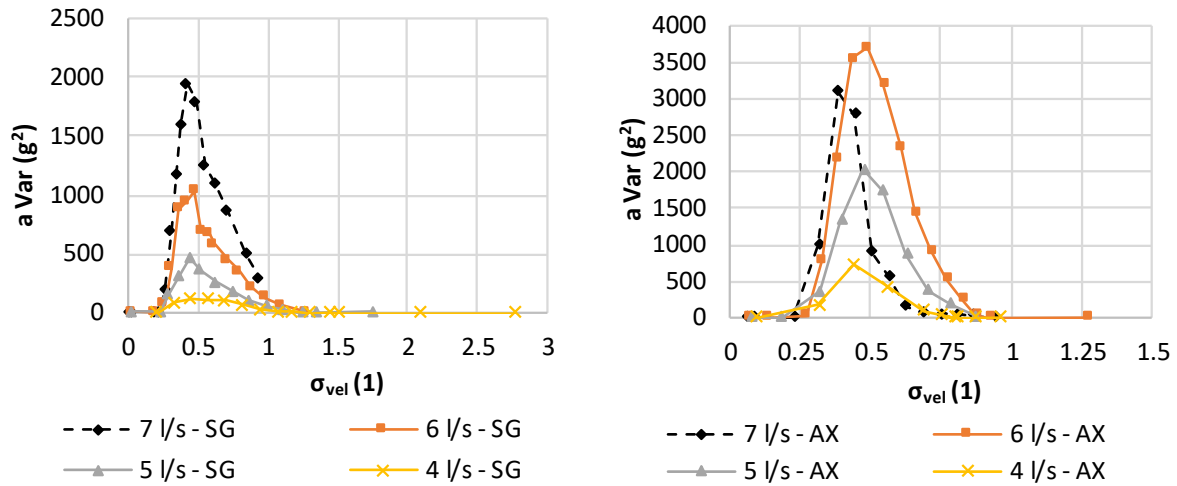 2500
2000
1500
1000
500
0
a Var (g²)
0 0.5 1 1.5 2 2.5 3
σvel (1)
7 l/s - SG 6 l/s - SG
5 l/s - SG 4 l/s - SG
4000
3500
3000
2500
2000
1500
1000
500
0
a Var (g²)
0 0.25 0.5 0.75 1 1.25 1.5
σvel (1)
7 l/s - AX 6 l/s - AX
5 l/s - AX 4 l/s - AX